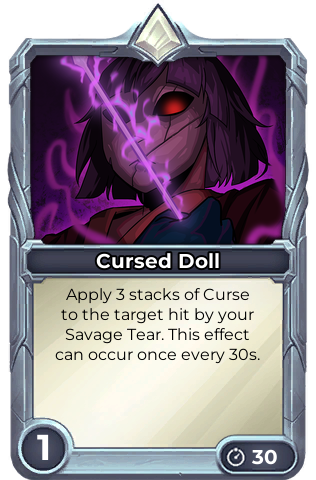 Cursed Doll
Apply 3 stacks of Curse
to the target hit by your
Savage Tear. This effect
can occur once every 30s.
1
30